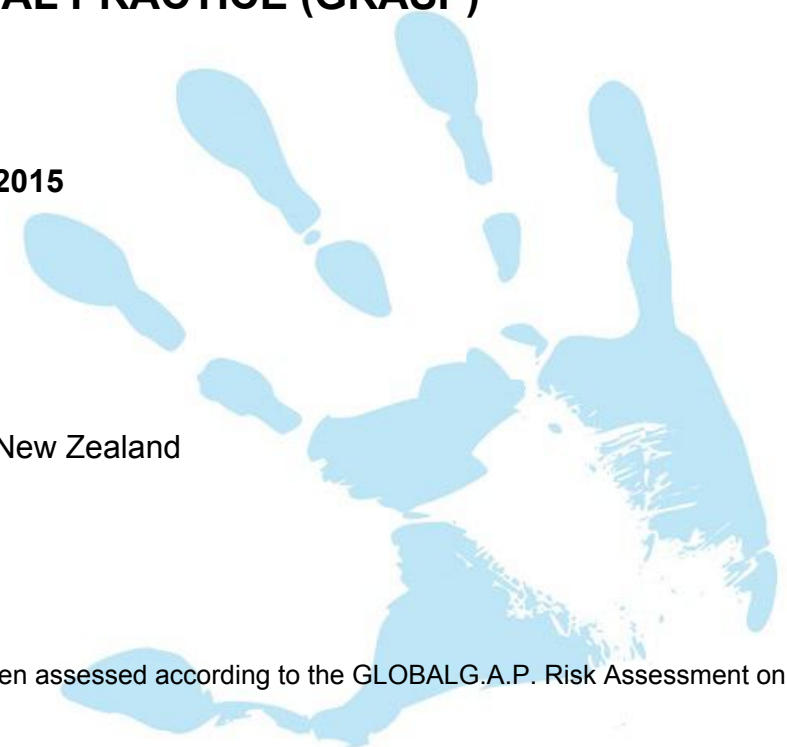 AL PRACTICE (GRASP)
2015
New Zealand
en assessed according to the GLOBALG.A.P. Risk Assessment on